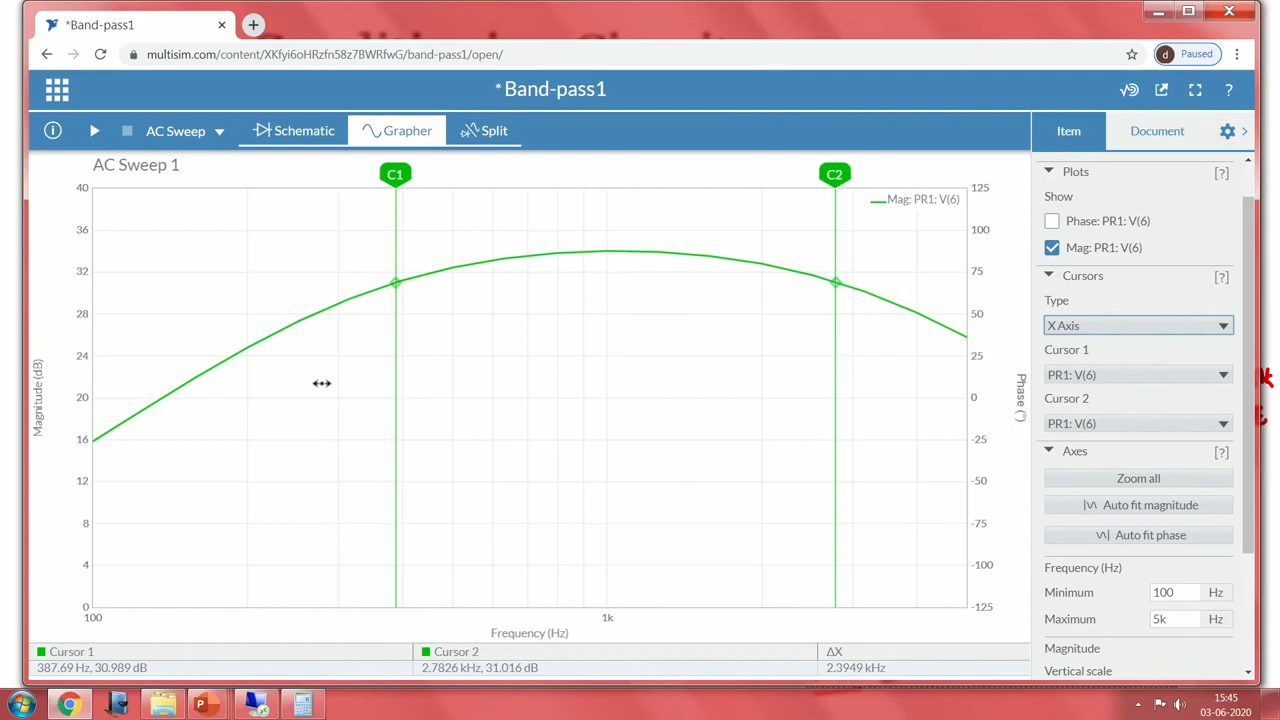 *Band-pass1
multisim.com/content/XKfyi6oHRzfn58z7BWRfwG/band-pass1/open/
d Paused
*Band-pass1
?
AC Sweep
Schematic
Grapher
Split
Item
Document
AC Sweep 1
C1
C2
Mag: PR1: V(6)
40
36
32
28
24
20
16
12
8
4
0
Magnitude (dB)
125
100
75
50
25
0
-25
-50
-75
-100
-125
Phase (°)
100
1k
Frequency (Hz)
Cursor 1
Cursor 2
ΔX
387.69 Hz, 30.989 dB
2.7826 kHz, 31.016 dB
2.3949 kHz
Plots [?]
Show
Phase: PR1: V(6)
Mag: PR1: V(6)
Cursors [?]
Type
X Axis
Cursor 1
PR1: V(6)
Cursor 2
PR1: V(6)
Axes [?]
Zoom all
Auto fit magnitude
Auto fit phase
Frequency (Hz)
Minimum 100 Hz
Maximum 5k Hz
Magnitude
Vertical scale
15:45
03-06-2020